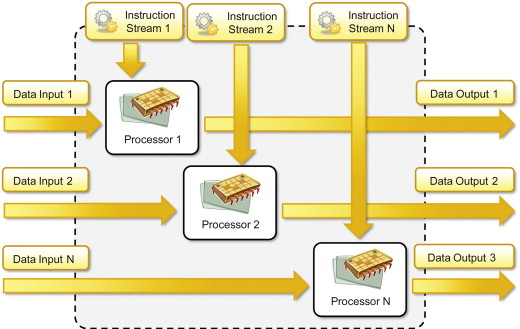 Instruction
Stream 1
Instruction
Stream 2
Instruction
Stream N
Data Input 1
Data Output 1
Processor 1
Data Input 2
Data Output 2
Processor 2
Data Input N
Data Output 3
Processor N